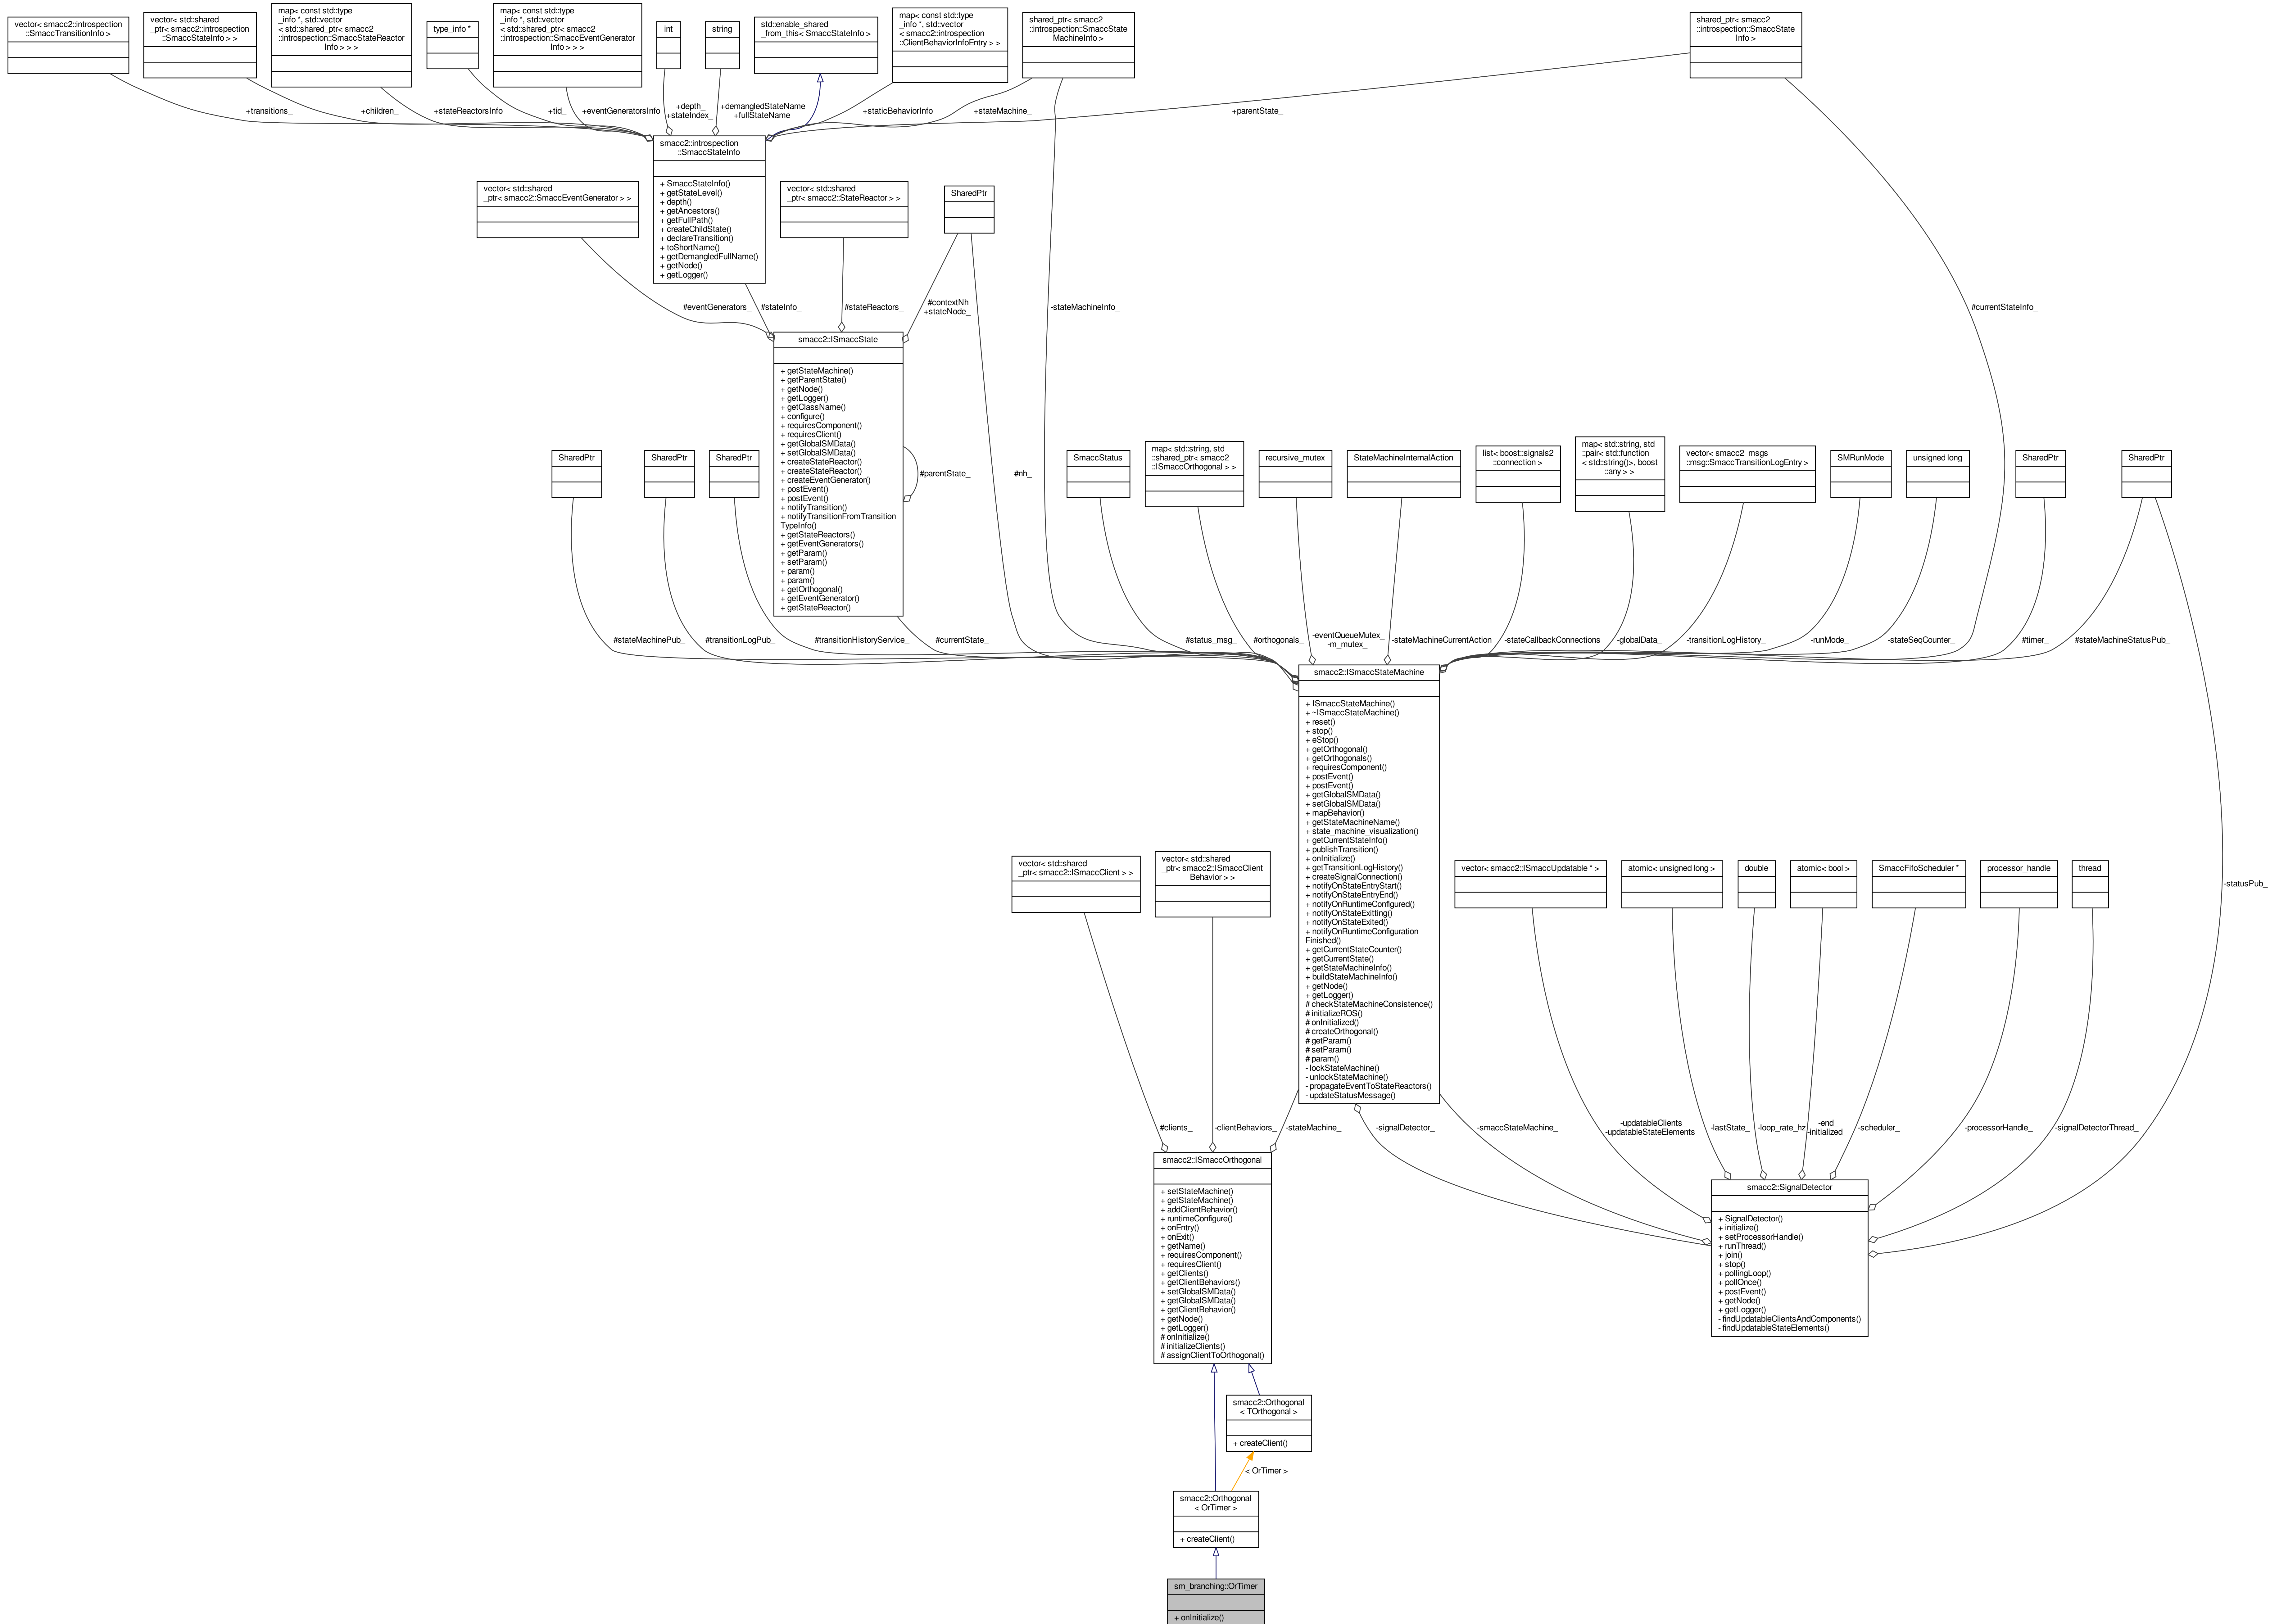 vector< smacc2::introspection
::SmaccTransitionInfo >
vector< std::shared
_ptr< smacc2::introspection
::SmaccStateInfo > >
map< const std::type
_info *, std::vector
< std::shared_ptr< smacc2
::introspection::SmaccStateReactor
Info > > >
type_info *
map< const std::type
_info *, std::vector
< std::shared_ptr< smacc2
::introspection::SmaccEventGenerator
Info > > >
int
string
std::enable_shared
_from_this< SmaccStateInfo >
map< const std::type
_info *, std::vector
< smacc2::introspection
::ClientBehaviorInfoEntry > >
shared_ptr< smacc2
::introspection::SmaccState
MachineInfo >
shared_ptr< smacc2
::introspection::SmaccState
Info >
+transitions_
+children_
+stateReactorsInfo
+tid_
+eventGeneratorsInfo
+depth_
+stateIndex_
+demangledStateName
+fullStateName
+staticBehaviorInfo
+stateMachine_
+parentState_
smacc2::introspection
::SmaccStateInfo
+ SmaccStateInfo()
+ getStateLevel()
+ depth()
+ getAncestors()
+ getFullPath()
+ createChildState()
+ declareTransition()
+ toShortName()
+ getDemangledFullName()
+ getNode()
+ getLogger()
vector< std::shared
_ptr< smacc2::SmaccEventGenerator > >
vector< std::shared
_ptr< smacc2::StateReactor > >
SharedPtr
#eventGenerators_
#stateInfo_
#stateReactors_
#contextNh
+stateNode_
-stateMachineInfo_
#currentStateInfo_
smacc2::ISmaccState
+ getStateMachine()
+ getParentState()
+ getNode()
+ getLogger()
+ getClassName()
+ configure()
+ requiresComponent()
+ requiresClient()
+ getGlobalSMData()
+ setGlobalSMData()
+ createStateReactor()
+ createStateReactor()
+ createEventGenerator()
+ postEvent()
+ postEvent()
+ notifyTransition()
+ notifyTransitionFromTransition
TypeInfo()
+ getStateReactors()
+ getEventGenerators()
+ getParam()
+ setParam()
+ param()
+ param()
+ getOrthogonal()
+ getEventGenerator()
+ getStateReactor()
#parentState_
#nh_
SharedPtr
SharedPtr
SharedPtr
SmaccStatus
map< std::string, std
::shared_ptr< smacc2
::ISmaccOrthogonal > >
recursive_mutex
StateMachineInternalAction
list< boost::signals2
::connection >
map< std::string, std
::pair< std::function
< std::string()>, boost
::any > >
vector< smacc2_msgs
::msg::SmaccTransitionLogEntry >
SMRunMode
unsigned long
SharedPtr
SharedPtr
#stateMachinePub_
#transitionLogPub_
#transitionHistoryService_
#currentState_
#status_msg_
#orthogonals_
-eventQueueMutex_
-m_mutex_
-stateMachineCurrentAction
-stateCallbackConnections
-globalData_
-transitionLogHistory_
-runMode_
-stateSeqCounter_
#timer_
#stateMachineStatusPub_
smacc2::ISmaccStateMachine
+ ISmaccStateMachine()
+ ~ISmaccStateMachine()
+ reset()
+ stop()
+ eStop()
+ getOrthogonal()
+ getOrthogonals()
+ requiresComponent()
+ postEvent()
+ postEvent()
+ getGlobalSMData()
+ setGlobalSMData()
+ mapBehavior()
+ getStateMachineName()
+ state_machine_visualization()
+ getCurrentStateInfo()
+ publishTransition()
+ onInitialize()
+ getTransitionLogHistory()
+ createSignalConnection()
+ notifyOnStateEntryStart()
+ notifyOnStateEntryEnd()
+ notifyOnRuntimeConfigured()
+ notifyOnStateExitting()
+ notifyOnStateExited()
+ notifyOnRuntimeConfiguration
Finished()
+ getCurrentStateCounter()
+ getCurrentState()
+ getStateMachineInfo()
+ buildStateMachineInfo()
+ getNode()
+ getLogger()
# checkStateMachineConsistence()
# initializeROS()
# onInitialized()
# createOrthogonal()
# getParam()
# setParam()
# param()
- lockStateMachine()
- unlockStateMachine()
- propagateEventToStateReactors()
- updateStatusMessage()
vector< std::shared
_ptr< smacc2::ISmaccClient > >
vector< std::shared
_ptr< smacc2::ISmaccClient
Behavior > >
vector< smacc2::ISmaccUpdatable * >
atomic< unsigned long >
double
atomic< bool >
SmaccFifoScheduler *
processor_handle
thread
-statusPub_
#clients_
-clientBehaviors_
-stateMachine_
-signalDetector_
-smaccStateMachine_
-updatableClients_
-updatableStateElements_
-lastState_
-loop_rate_hz
-end_
-initialized_
-scheduler_
-processorHandle_
-signalDetectorThread_
smacc2::ISmaccOrthogonal
+ setStateMachine()
+ getStateMachine()
+ addClientBehavior()
+ runtimeConfigure()
+ onEntry()
+ onExit()
+ getName()
+ requiresComponent()
+ requiresClient()
+ getClients()
+ getClientBehaviors()
+ setGlobalSMData()
+ getGlobalSMData()
+ getClientBehavior()
+ getNode()
+ getLogger()
# onInitialize()
# initializeClients()
# assignClientToOrthogonal()
smacc2::SignalDetector
+ SignalDetector()
+ initialize()
+ setProcessorHandle()
+ runThread()
+ join()
+ stop()
+ pollingLoop()
+ pollOnce()
+ postEvent()
+ getNode()
+ getLogger()
- findUpdatableClientsAndComponents()
- findUpdatableStateElements()
smacc2::Orthogonal
< TOrthogonal >
+ createClient()
< OrTimer >
smacc2::Orthogonal
< OrTimer >
+ createClient()
sm_branching::OrTimer
+ onInitialize()